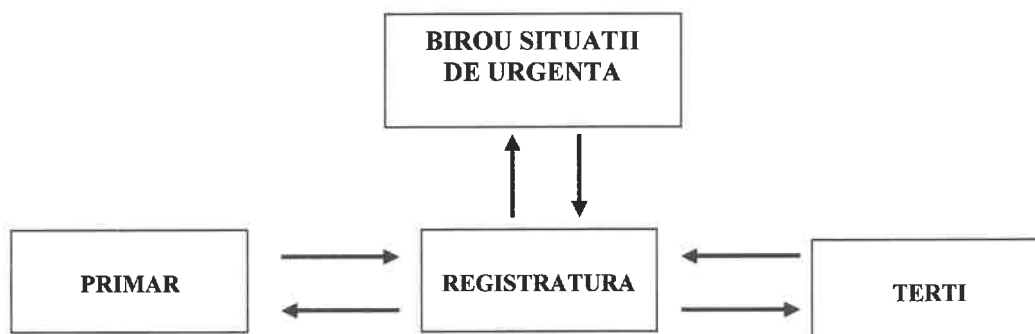 BIROU SITUATII
DE URGENTA
PRIMAR
REGISTRATURA
TERTI